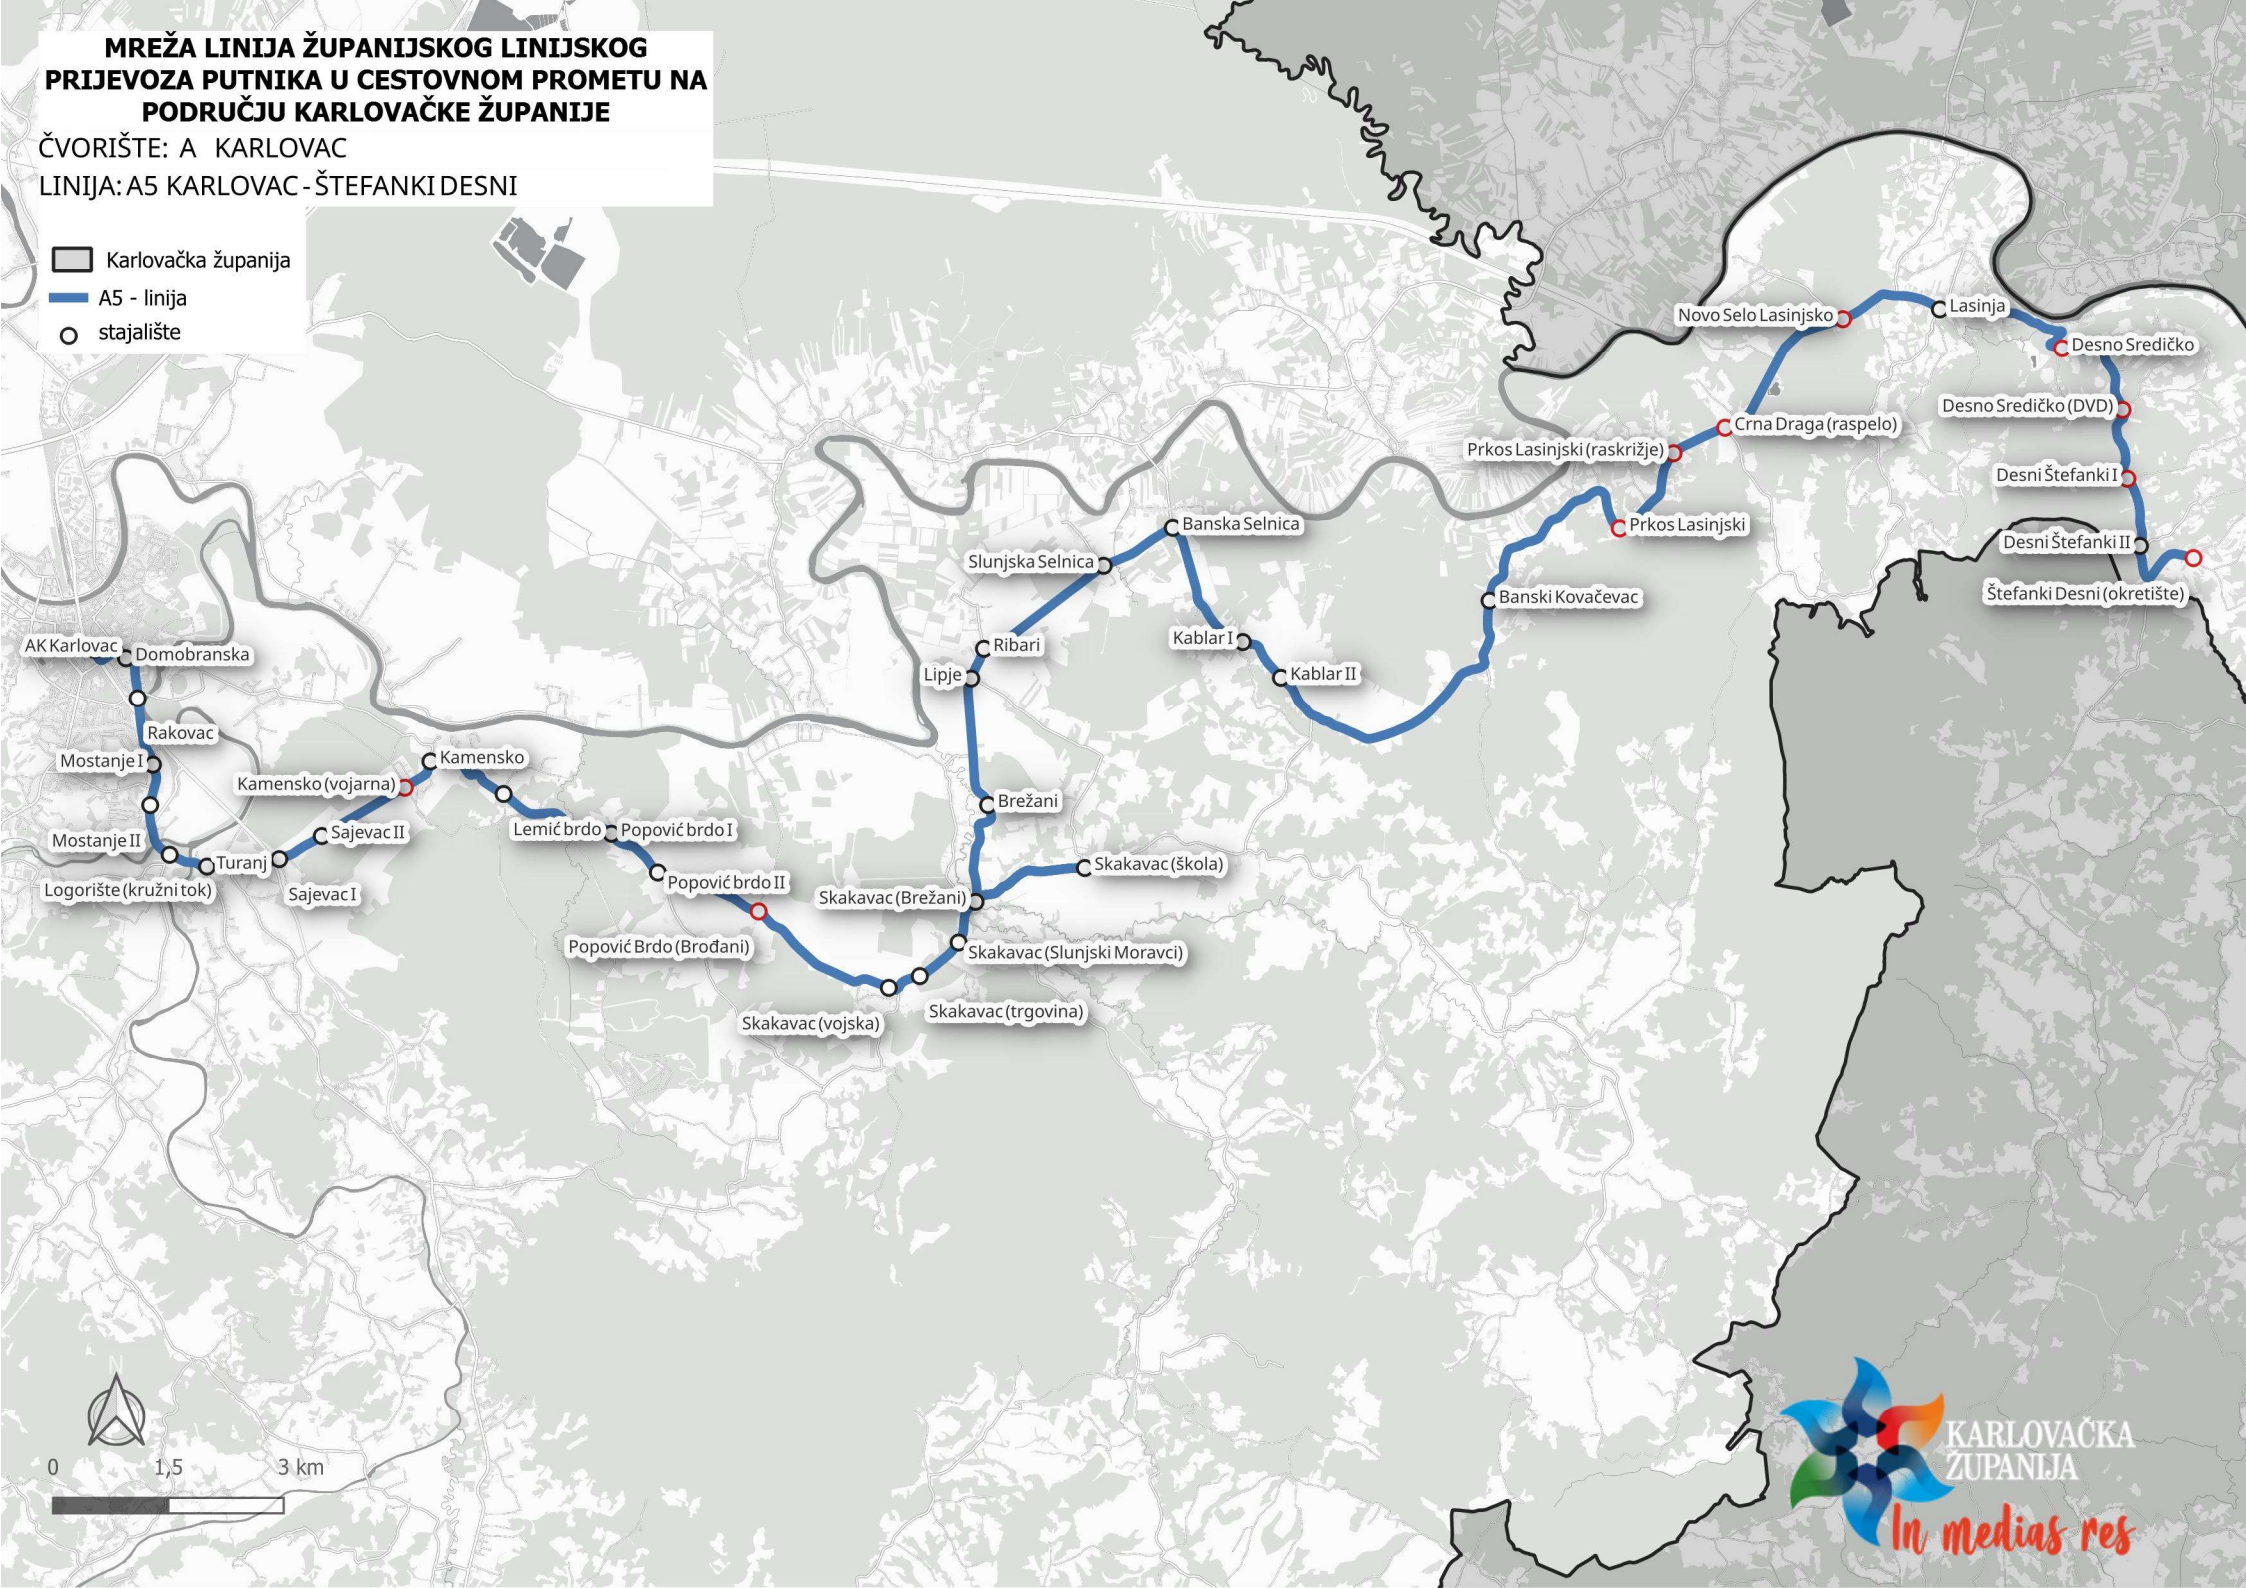 MREŽA LINIJA ŽUPANIJSKOG LINIJSKOG
PRIJEVOZA PUTNIKA U CESTOVNOM PROMETU NA
PODRUČJU KARLOVAČKE ŽUPANIJE
ČVORIŠTE: A KARLOVAC
LINIJA: A5 KARLOVAC - ŠTEFANKI DESNI
Karlovačka županija
A5 - linija
stajalište
AK Karlovac
Domobranska
Rakovac
Mostanje I
Mostanje II
Logorište (kružni tok)
Turanj
Sajevac I
Sajevac II
Kamensko (vojarna)
Kamensko
Lemić brdo
Popović brdo I
Popović brdo II
Popović Brdo (Brođani)
Skakavac (vojska)
Skakavac (trgovina)
Skakavac (Slunjski Moravci)
Skakavac (Brežani)
Skakavac (škola)
Brežani
Lipje
Ribari
Slunjska Selnica
Banska Selnica
Kablar I
Kablar II
Banski Kovačevac
Prkos Lasinjski
Prkos Lasinjski (raskrižje)
Crna Draga (raspelo)
Novo Selo Lasinjsko
Lasinja
Desno Sredičko
Desno Sredičko (DVD)
Desni Štefanki I
Desni Štefanki II
Štefanki Desni (okretište)
N
0 1,5 3 km
KARLOVAČKA
ŽUPANIJA
In medias res